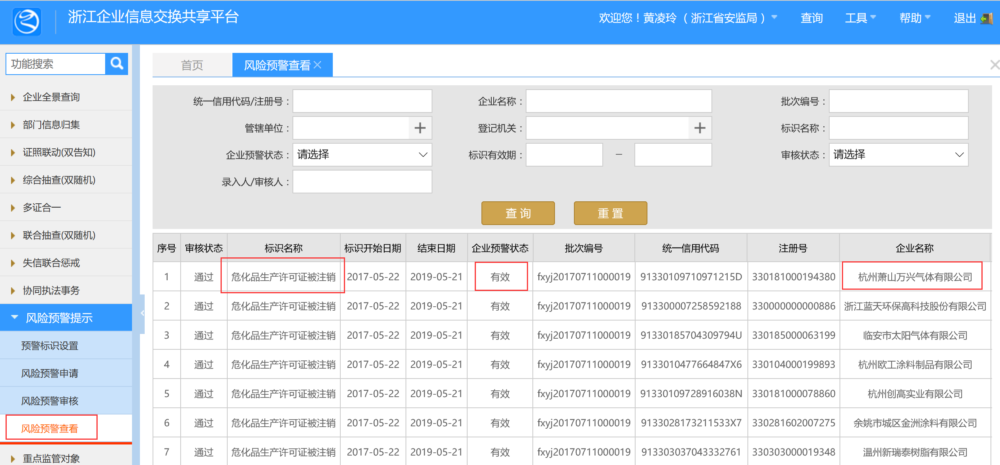 浙江企业信息交换共享平台
欢迎您！黄凌玲（浙江省安监局） 查询 工具 帮助 退出
功能搜索
企业全景查询
部门信息归集
证照联动(双告知)
综合抽查(双随机)
多证合一
联合抽查(双随机)
失信联合惩戒
协同执法事务
风险预警提示
预警标识设置
风险预警申请
风险预警审核
风险预警查看
重点监管对象
首页 风险预警查看
统一信用代码/注册号： 企业名称： 批次编号：
管辖单位： + 登记机关： + 标识名称：
企业预警状态： 请选择 标识有效期： – 审核状态： 请选择
录入人/审核人：
查询 重置
序号 审核状态 标识名称 标识开始日期 结束日期 企业预警状态 批次编号 统一信用代码 注册号 企业名称
1 通过 危化品生产许可证被注销 2017-05-22 2019-05-21 有效 fxyj20170711000019 91330109710971215D 330181000194380 杭州萧山万兴气体有限公司
2 通过 危化品生产许可证被注销 2017-05-22 2019-05-21 有效 fxyj20170711000019 913300007258592188 330000000000886 浙江蓝天环保高科技股份有限公司
3 通过 危化品生产许可证被注销 2017-05-22 2019-05-21 有效 fxyj20170711000019 91330185704309794U 330185000063199 临安市太阳气体有限公司
4 通过 危化品生产许可证被注销 2017-05-22 2019-05-21 有效 fxyj20170711000019 9133010477664847X6 330104000199893 杭州欧工涂料制品有限公司
5 通过 危化品生产许可证被注销 2017-05-22 2019-05-21 有效 fxyj20170711000019 91330109728916038N 330181000078860 杭州创高实业有限公司
6 通过 危化品生产许可证被注销 2017-05-22 2019-05-21 有效 fxyj20170711000019 9133028173211533X7 330281602007275 余姚市城区金洲涂料有限公司
7 通过 危化品生产许可证被注销 2017-05-22 2019-05-21 有效 fxyj20170711000019 913303037043332761 330303000019348 温州新瑞泰树脂有限公司